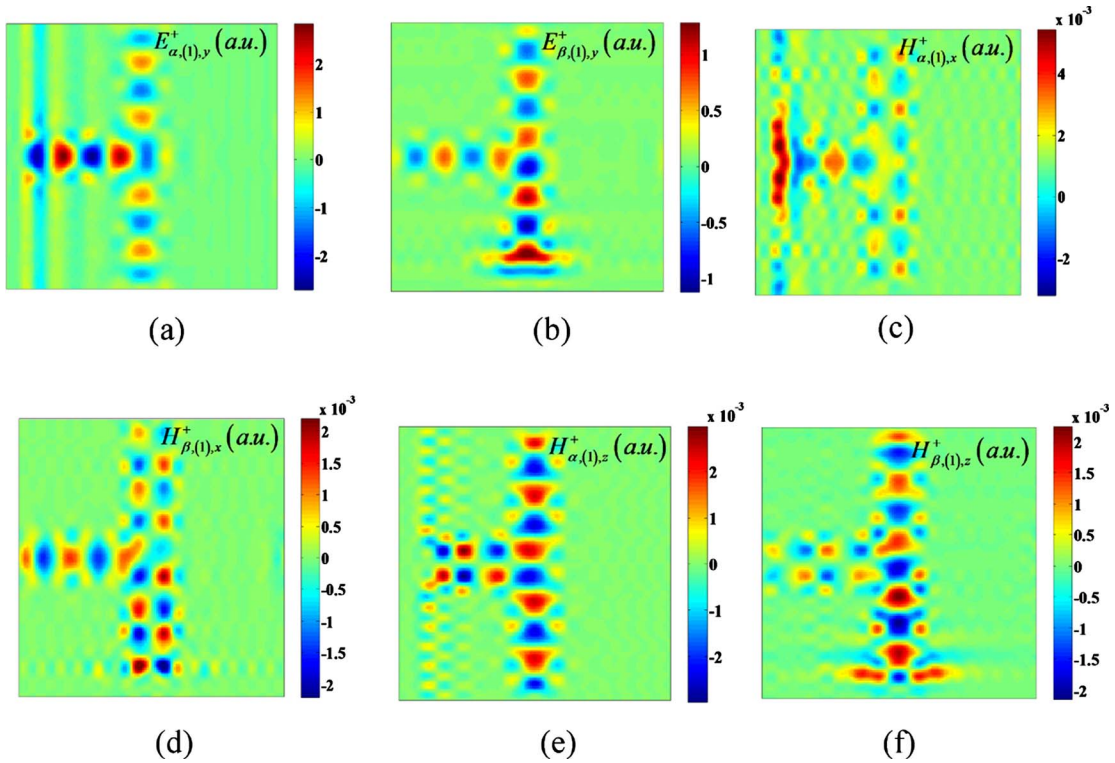 E⁺α,(1),y (a.u.)
2
1
0
-1
-2
(a)
E⁺β,(1),y (a.u.)
1
0.5
0
-0.5
-1
(b)
x 10⁻³
H⁺α,(1),x (a.u.)
4
2
0
-2
(c)
x 10⁻³
H⁺β,(1),x (a.u.)
2
1.5
1
0.5
0
-0.5
-1
-1.5
-2
(d)
x 10⁻³
H⁺α,(1),z (a.u.)
2
1
0
-1
-2
(e)
x 10⁻³
H⁺β,(1),z (a.u.)
2
1.5
1
0.5
0
-0.5
-1
-1.5
-2
(f)